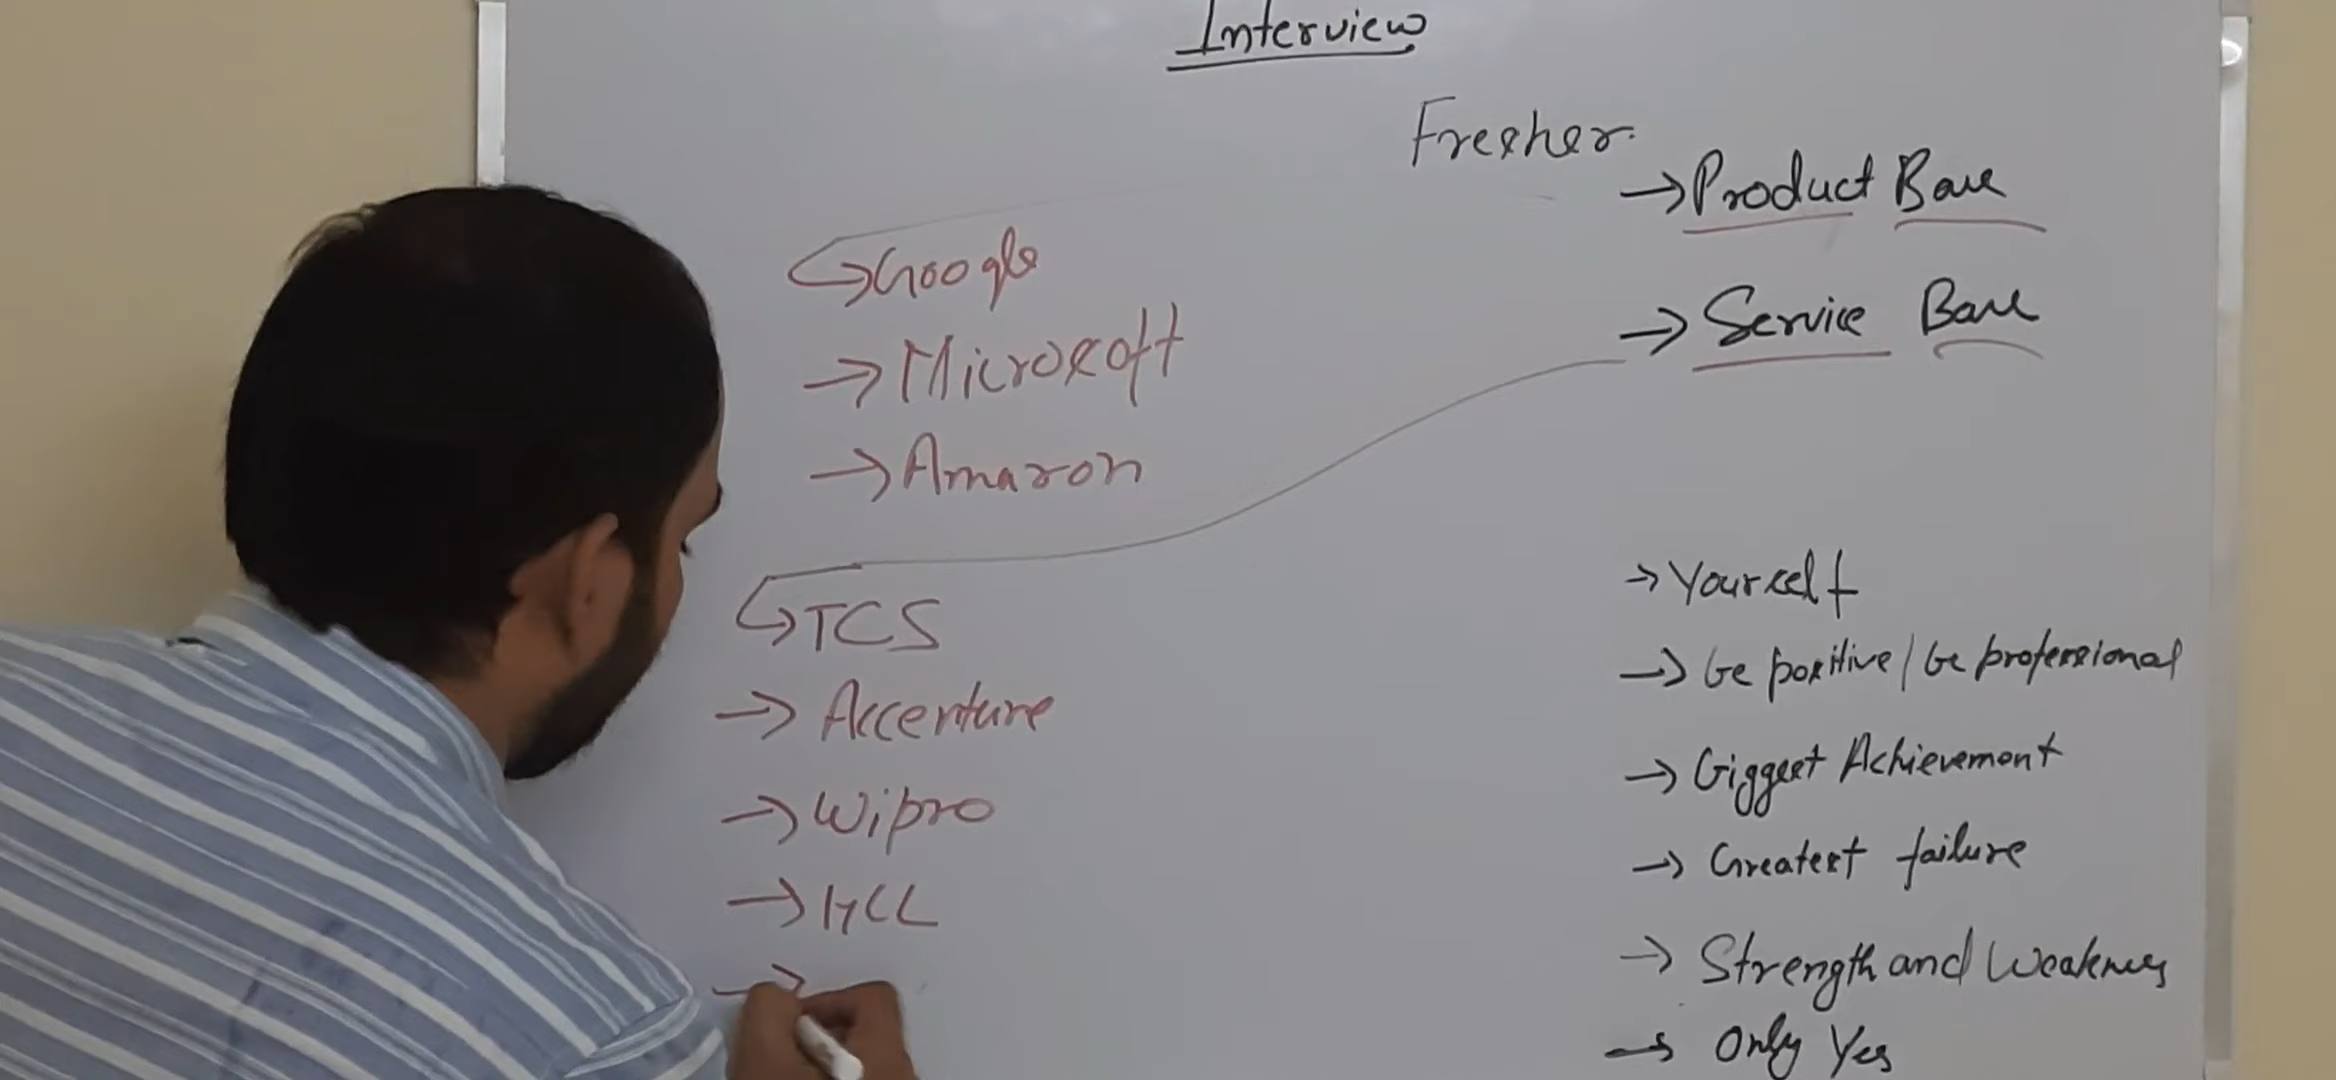 Interview
Fresher.
→ Product Base
→ Service Base
→ Google
→ Microsoft
→ Amazon
→ TCS
→ Accenture
→ Wipro
→ HCL
→
→ Yourself
→ be positive / be professional
→ biggest Achievement
→ Greatest failure
→ Strength and Weakness
→ Only Yes